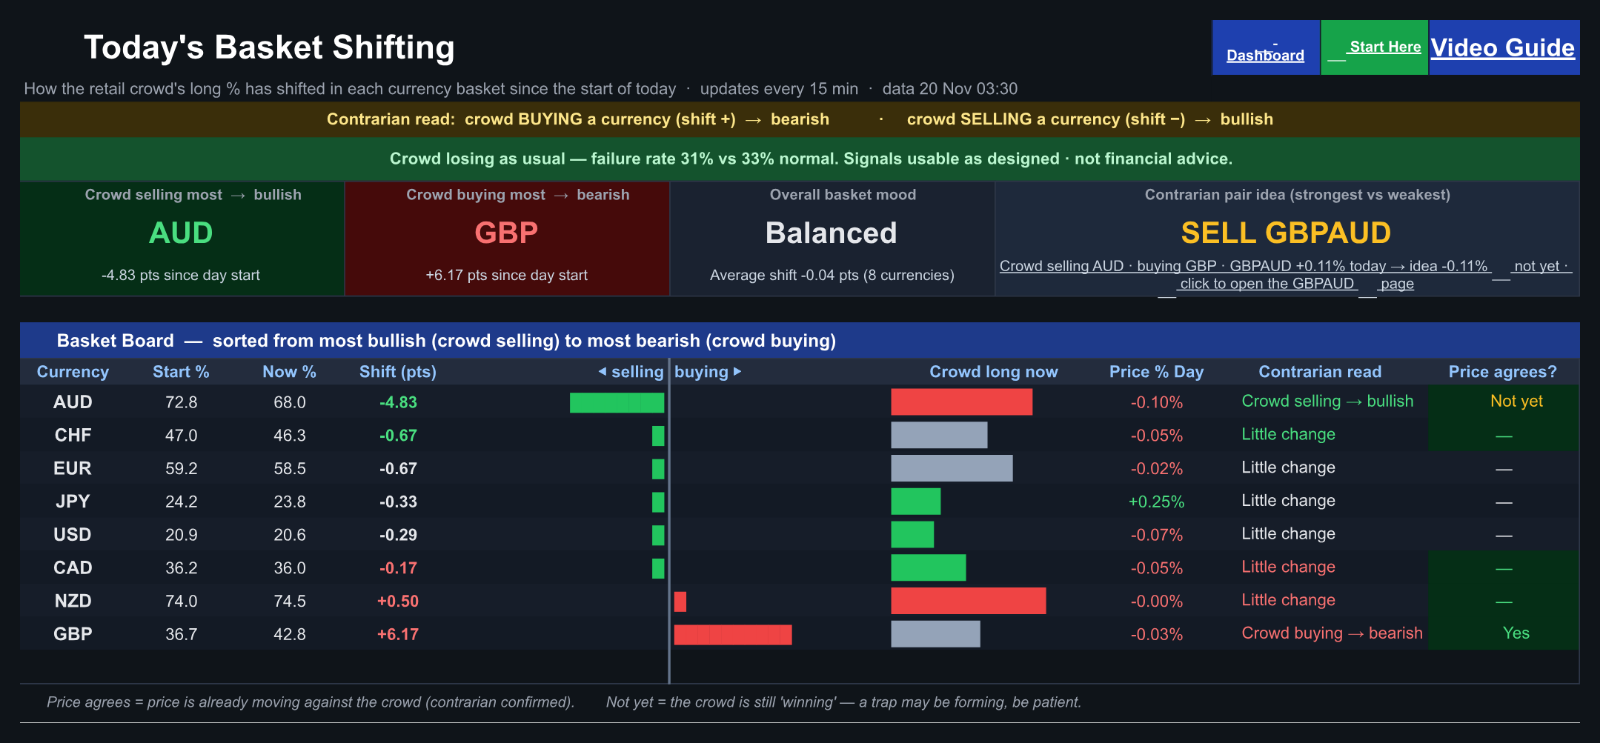 Today's Basket Shifting
Dashboard
Start Here
Video Guide
How the retail crowd's long % has shifted in each currency basket since the start of today · updates every 15 min · data 20 Nov 03:30
Contrarian read: crowd BUYING a currency (shift +) → bearish · crowd SELLING a currency (shift −) → bullish
Crowd losing as usual — failure rate 31% vs 33% normal. Signals usable as designed · not financial advice.
Crowd selling most → bullish
AUD
-4.83 pts since day start
Crowd buying most → bearish
GBP
+6.17 pts since day start
Overall basket mood
Balanced
Average shift -0.04 pts (8 currencies)
Contrarian pair idea (strongest vs weakest)
SELL GBPAUD
Crowd selling AUD · buying GBP · GBPAUD +0.11% today → idea -0.11% __ not yet ·
__ click to open the GBPAUD __ page
Basket Board — sorted from most bullish (crowd selling) to most bearish (crowd buying)
Currency Start % Now % Shift (pts) ◀ selling buying ▶ Crowd long now Price % Day Contrarian read Price agrees?
AUD 72.8 68.0 -4.83 -0.10% Crowd selling → bullish Not yet
CHF 47.0 46.3 -0.67 -0.05% Little change —
EUR 59.2 58.5 -0.67 -0.02% Little change —
JPY 24.2 23.8 -0.33 +0.25% Little change —
USD 20.9 20.6 -0.29 -0.07% Little change —
CAD 36.2 36.0 -0.17 -0.05% Little change —
NZD 74.0 74.5 +0.50 -0.00% Little change —
GBP 36.7 42.8 +6.17 -0.03% Crowd buying → bearish Yes
Price agrees = price is already moving against the crowd (contrarian confirmed). Not yet = the crowd is still 'winning' — a trap may be forming, be patient.